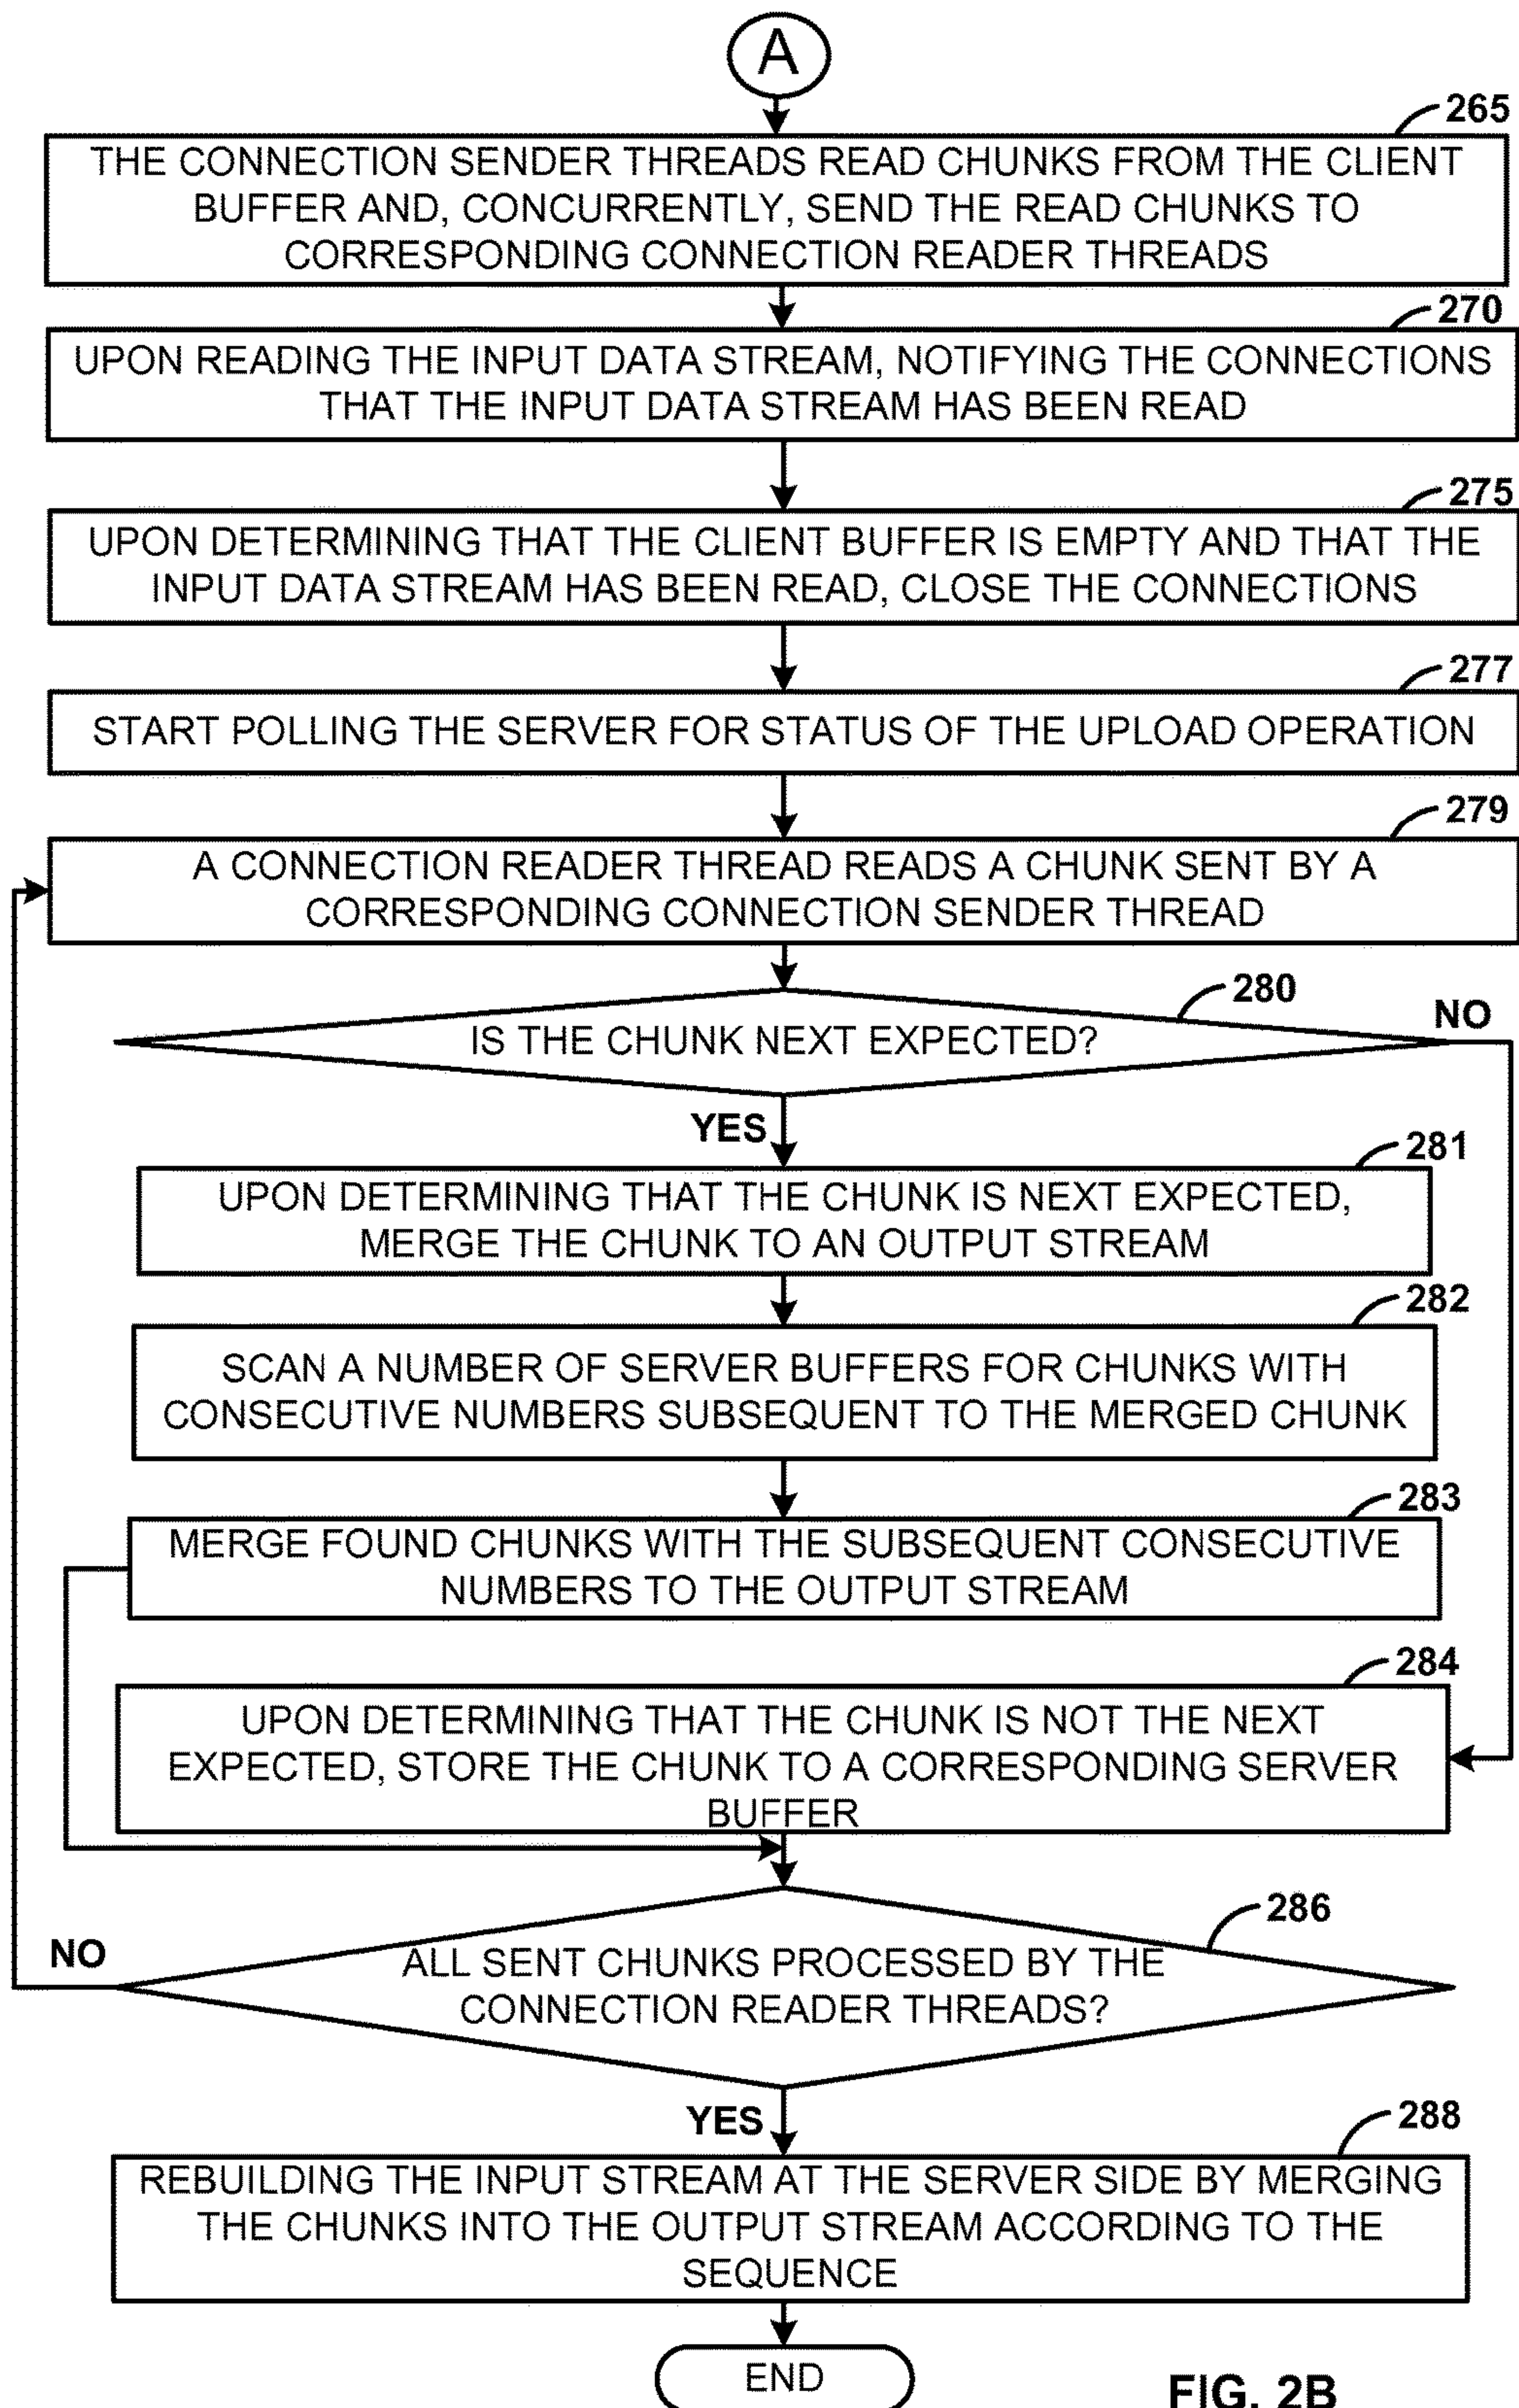 A
265
THE CONNECTION SENDER THREADS READ CHUNKS FROM THE CLIENT
BUFFER AND, CONCURRENTLY, SEND THE READ CHUNKS TO
CORRESPONDING CONNECTION READER THREADS
270
UPON READING THE INPUT DATA STREAM, NOTIFYING THE CONNECTIONS
THAT THE INPUT DATA STREAM HAS BEEN READ
275
UPON DETERMINING THAT THE CLIENT BUFFER IS EMPTY AND THAT THE
INPUT DATA STREAM HAS BEEN READ, CLOSE THE CONNECTIONS
277
START POLLING THE SERVER FOR STATUS OF THE UPLOAD OPERATION
279
A CONNECTION READER THREAD READS A CHUNK SENT BY A
CORRESPONDING CONNECTION SENDER THREAD
280
NO
IS THE CHUNK NEXT EXPECTED?
YES
281
UPON DETERMINING THAT THE CHUNK IS NEXT EXPECTED,
MERGE THE CHUNK TO AN OUTPUT STREAM
282
SCAN A NUMBER OF SERVER BUFFERS FOR CHUNKS WITH
CONSECUTIVE NUMBERS SUBSEQUENT TO THE MERGED CHUNK
283
MERGE FOUND CHUNKS WITH THE SUBSEQUENT CONSECUTIVE
NUMBERS TO THE OUTPUT STREAM
284
UPON DETERMINING THAT THE CHUNK IS NOT THE NEXT
EXPECTED, STORE THE CHUNK TO A CORRESPONDING SERVER
BUFFER
286
NO
ALL SENT CHUNKS PROCESSED BY THE
CONNECTION READER THREADS?
YES
288
REBUILDING THE INPUT STREAM AT THE SERVER SIDE BY MERGING
THE CHUNKS INTO THE OUTPUT STREAM ACCORDING TO THE
SEQUENCE
END
FIG. 2B